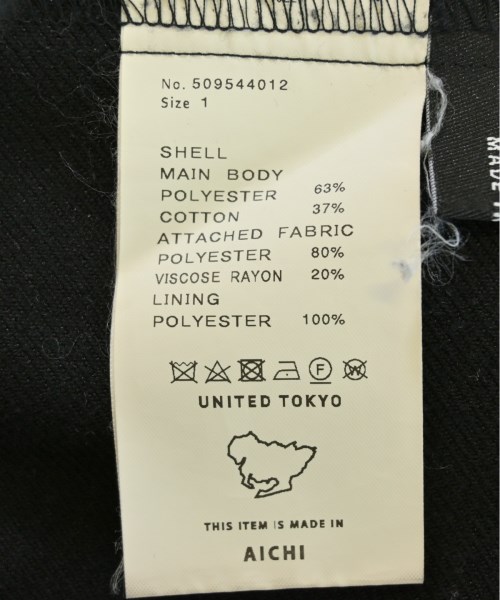 No. 509544012
Size 1
SHELL
MAIN BODY
POLYESTER 63%
COTTON 37%
ATTACHED FABRIC
POLYESTER 80%
VISCOSE RAYON 20%
LINING
POLYESTER 100%
F W
UNITED TOKYO
THIS ITEM IS MADE IN
AICHI
MADE